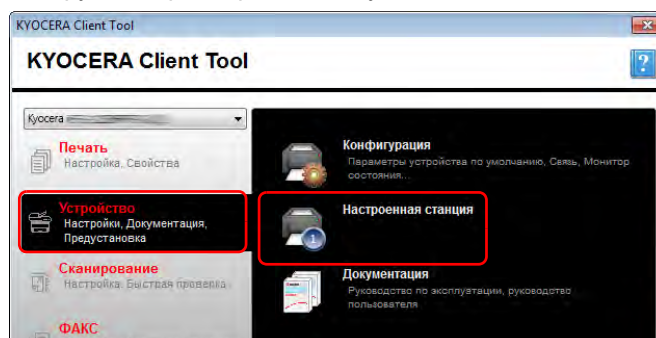 KYOCERA Client Tool
KYOCERA Client Tool
?
Kyocera
Печать
Настройка, Свойства
Устройство
Настройки, Документация,
Предустановка
Сканирование
Настройка, Быстрая проверка
ФАКС
Конфигурация
Параметры устройства по умолчанию, Связь, Монитор
состояния...
Настроенная станция
1
Документация
Руководство по эксплуатации, руководство
пользователя